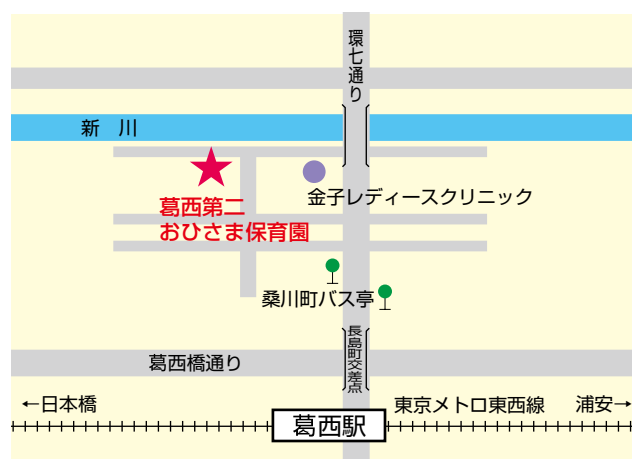 環七通り
新　川
金子レディースクリニック
葛西第二
おひさま保育園
桑川町バス亭
長島町交差点
葛西橋通り
←日本橋
東京メトロ東西線
浦安→
葛西駅